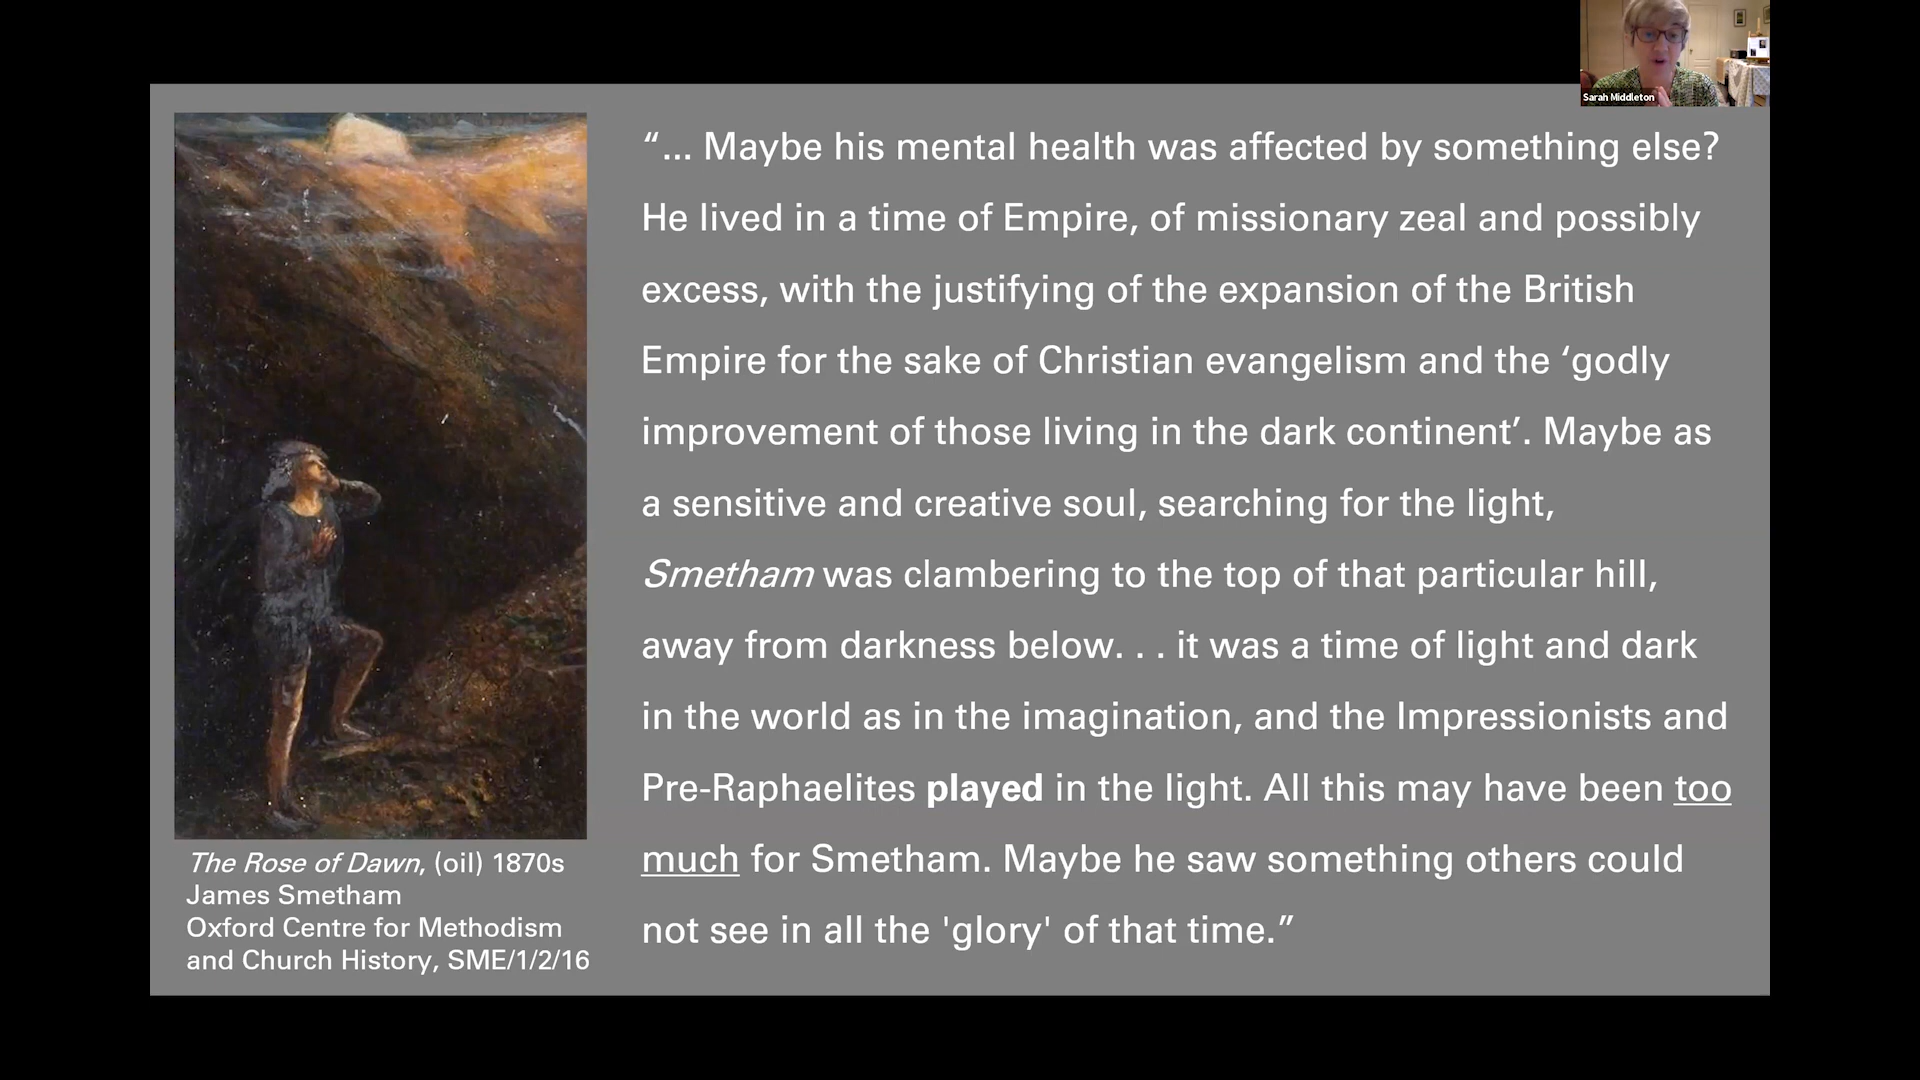 Sarah Middleton
“... Maybe his mental health was affected by something else?
He lived in a time of Empire, of missionary zeal and possibly
excess, with the justifying of the expansion of the British
Empire for the sake of Christian evangelism and the ‘godly
improvement of those living in the dark continent’. Maybe as
a sensitive and creative soul, searching for the light,
Smetham was clambering to the top of that particular hill,
away from darkness below. . . it was a time of light and dark
in the world as in the imagination, and the Impressionists and
Pre-Raphaelites played in the light. All this may have been too
much for Smetham. Maybe he saw something others could
not see in all the 'glory' of that time.”
The Rose of Dawn, (oil) 1870s
James Smetham
Oxford Centre for Methodism
and Church History, SME/1/2/16